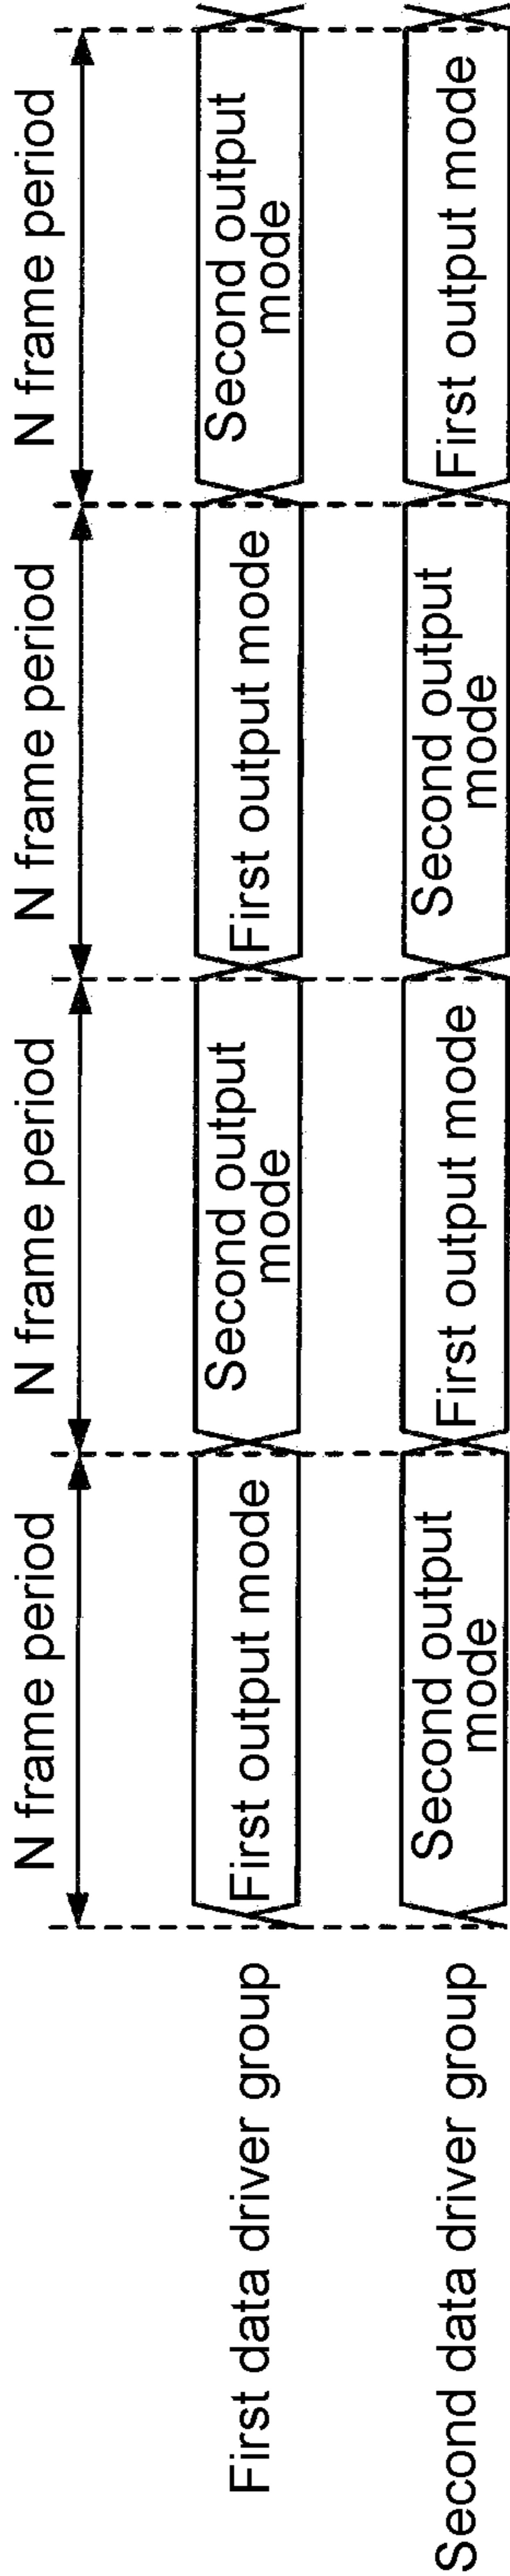 N frame period
N frame period
N frame period
N frame period
First data driver group
First output mode
Second output
mode
First output mode
Second output
mode
Second data driver group
Second output
mode
First output mode
Second output
mode
First output mode